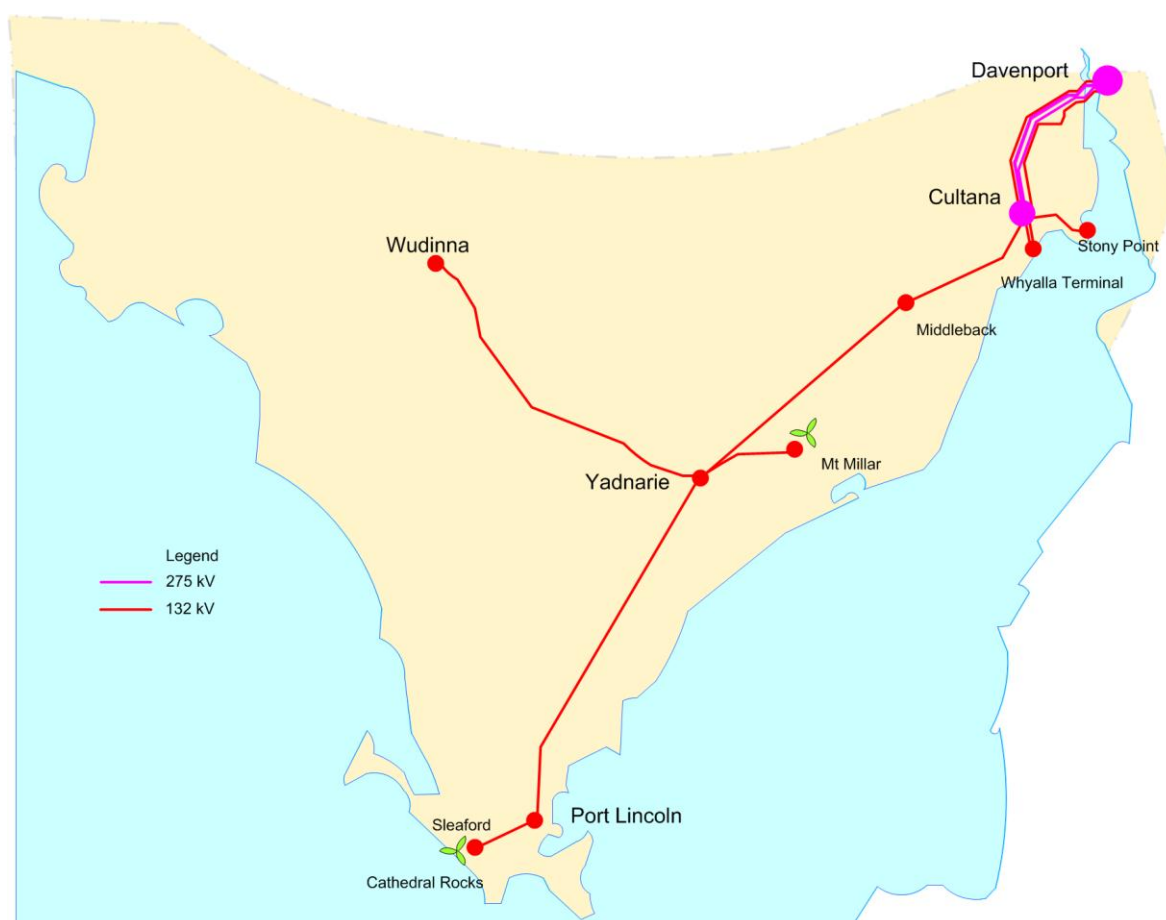 Davenport
Cultana
Wudinna
Stony Point
Whyalla Terminal
Middleback
Mt Millar
Yadnarie
Legend
275 kV
132 kV
Port Lincoln
Sleaford
Cathedral Rocks